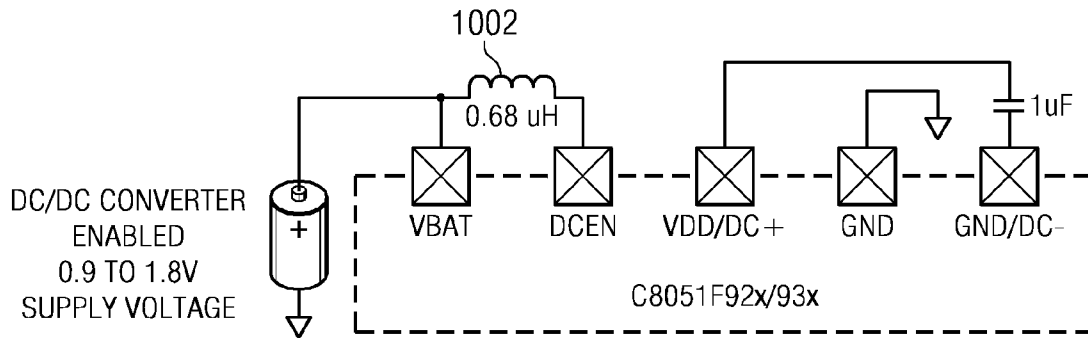 1002
0.68 uH
1uF
DC/DC CONVERTER
ENABLED
0.9 TO 1.8V
SUPPLY VOLTAGE
+
VBAT
DCEN
VDD/DC+
GND
GND/DC-
C8051F92x/93x